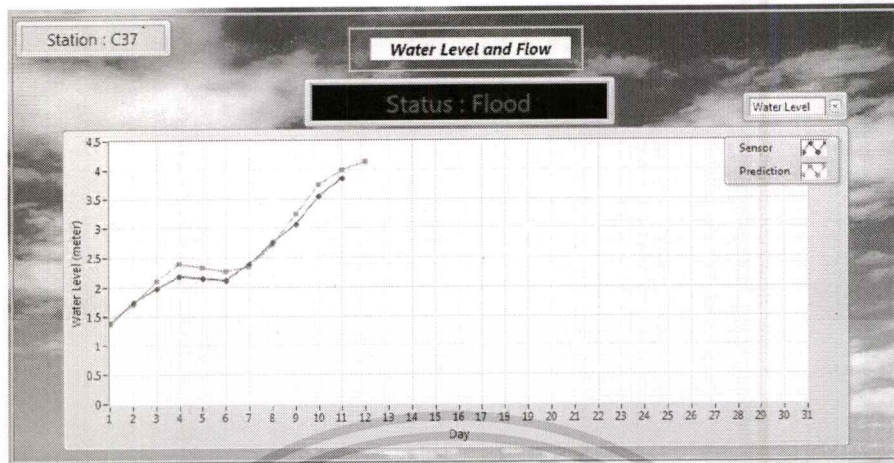 Station : C37
Water Level and Flow
Status : Flood
Water Level
Sensor
Prediction
Water Level (meter)
4.5
4
3.5
3
2.5
2
1.5
1
0.5
0
1 2 3 4 5 6 7 8 9 10 11 12 13 14 15 16 17 18 19 20 21 22 23 24 25 26 27 28 29 30 31
Day